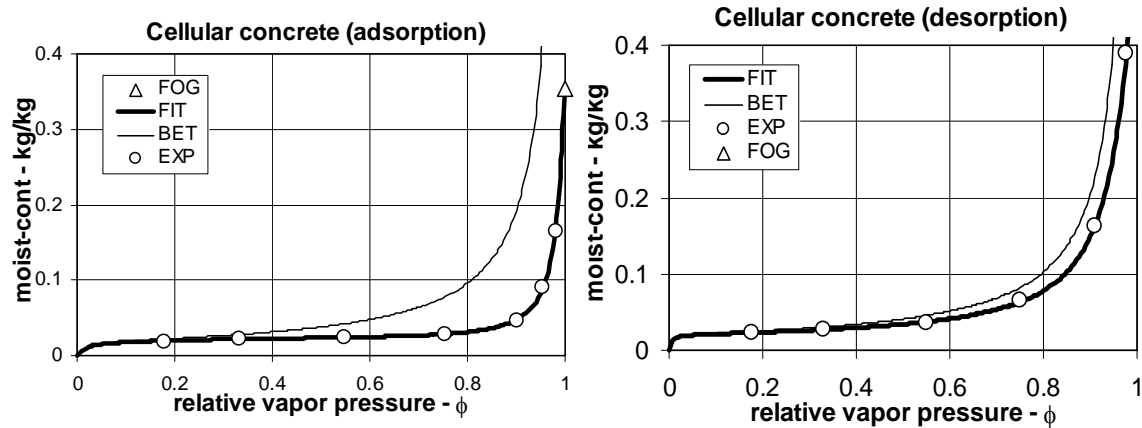 Cellular concrete (adsorption)
moist-cont - kg/kg
0.4
0.3
0.2
0.1
0
FOG
FIT
BET
EXP
0
0.2
0.4
0.6
0.8
1
relative vapor pressure - ϕ
Cellular concrete (desorption)
moist-cont - kg/kg
0.4
0.3
0.2
0.1
0
FIT
BET
EXP
FOG
0
0.2
0.4
0.6
0.8
1
relative vapor pressure - ϕ